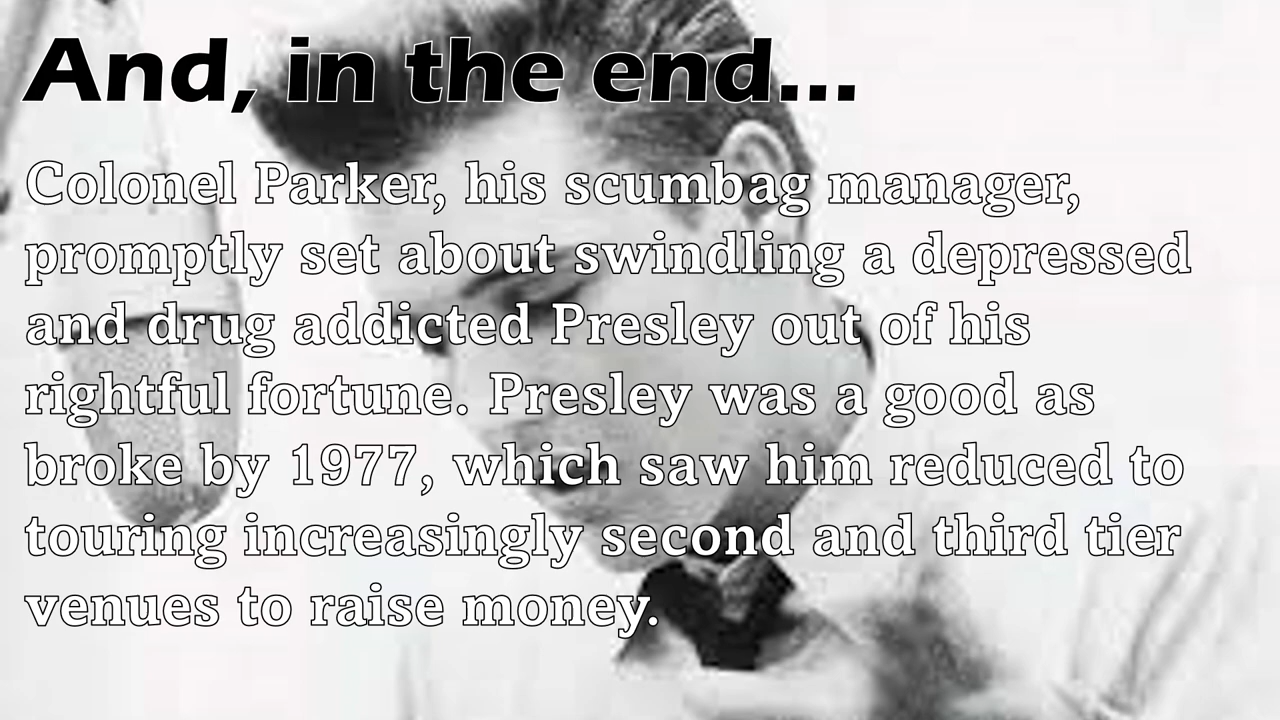 And, in the end...
Colonel Parker, his scumbag manager,
promptly set about swindling a depressed
and drug addicted Presley out of his
rightful fortune. Presley was a good as
broke by 1977, which saw him reduced to
touring increasingly second and third tier
venues to raise money.